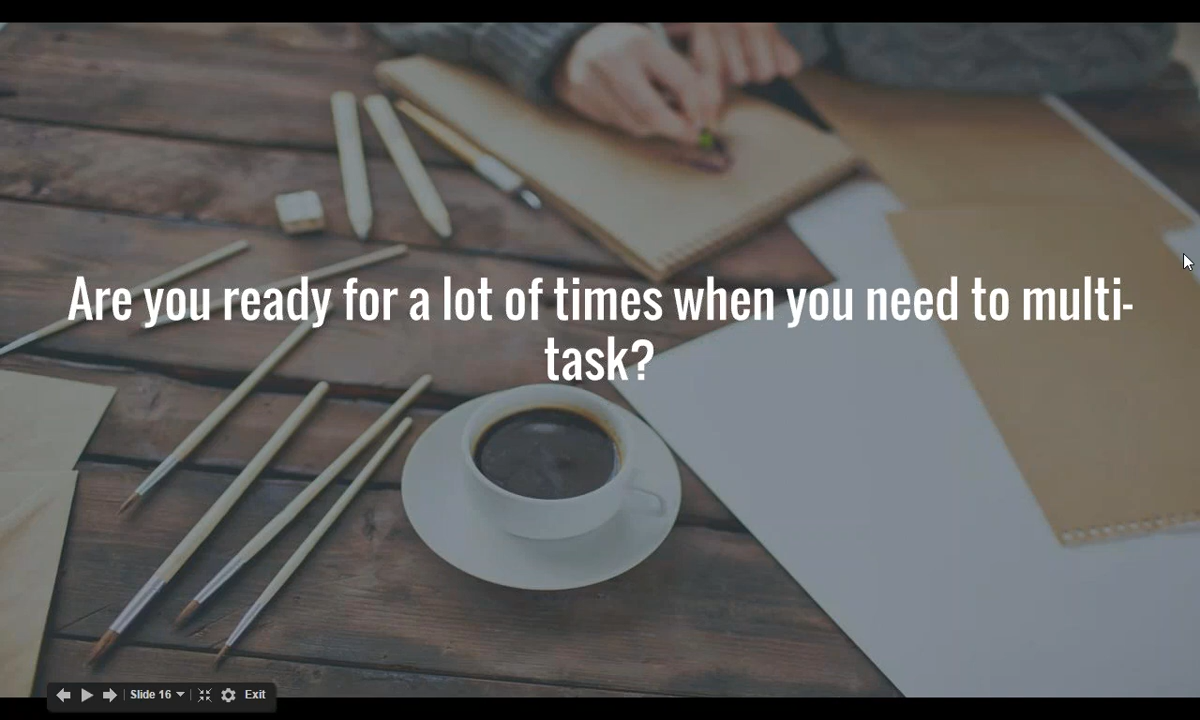 Are you ready for a lot of times when you need to multi-
task?
Slide 16
Exit